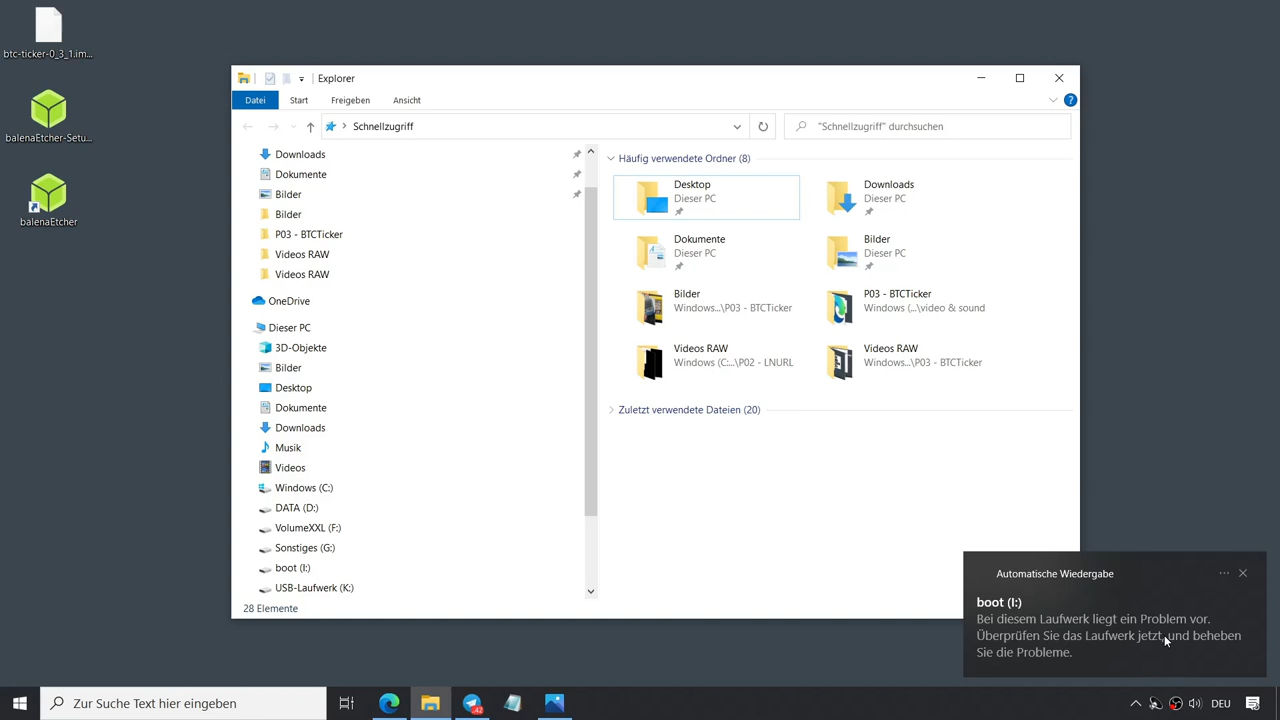 btc-ticker-0_3_1.im...
balenaEtcher-Setu...
balenaEtcher
Explorer
Datei
Start
Freigeben
Ansicht
Schnellzugriff
"Schnellzugriff" durchsuchen
Downloads
Dokumente
Bilder
Bilder
P03 - BTCTicker
Videos RAW
Videos RAW
OneDrive
Dieser PC
3D-Objekte
Bilder
Desktop
Dokumente
Downloads
Musik
Videos
Windows (C:)
DATA (D:)
VolumeXXL (F:)
Sonstiges (G:)
boot (I:)
USB-Laufwerk (K:)
28 Elemente
Häufig verwendete Ordner (8)
Desktop
Dieser PC
Downloads
Dieser PC
Dokumente
Dieser PC
Bilder
Dieser PC
Bilder
Windows...\P03 - BTCTicker
P03 - BTCTicker
Windows (...\video & sound
Videos RAW
Windows (C:...\P02 - LNURL
Videos RAW
Windows...\P03 - BTCTicker
Zuletzt verwendete Dateien (20)
Automatische Wiedergabe
boot (I:)
Bei diesem Laufwerk liegt ein Problem vor.
Überprüfen Sie das Laufwerk jetzt, und beheben
Sie die Probleme.
Zur Suche Text hier eingeben
42
DEU